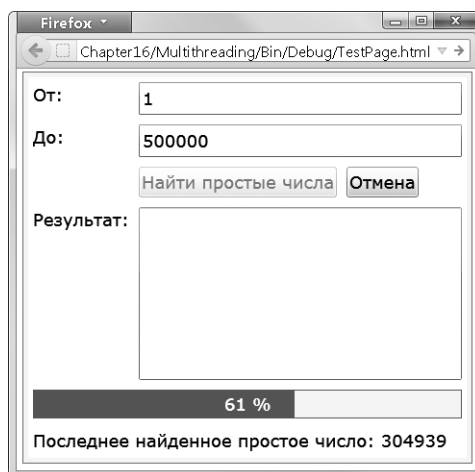 Firefox
Chapter16/Multithreading/Bin/Debug/TestPage.html
От: 1
До: 500000
Найти простые числа Отмена
Результат:
61 %
Последнее найденное простое число: 304939